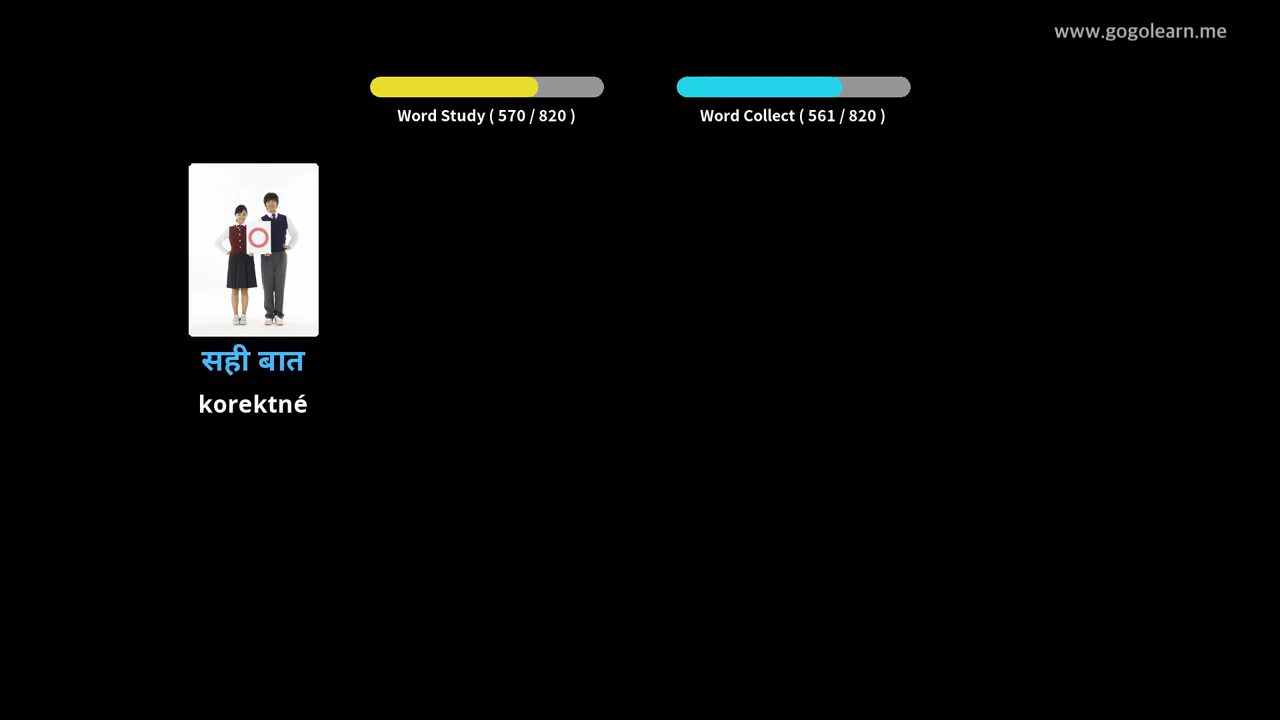 www.gogolearn.me
Word Study ( 570 / 820 )
Word Collect ( 561 / 820 )
सही बात
korektné